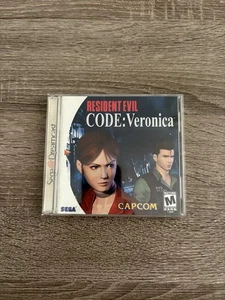 RESIDENT EVIL
CODE:Veronica
Sega Dreamcast
SEGA
CAPCOM
M